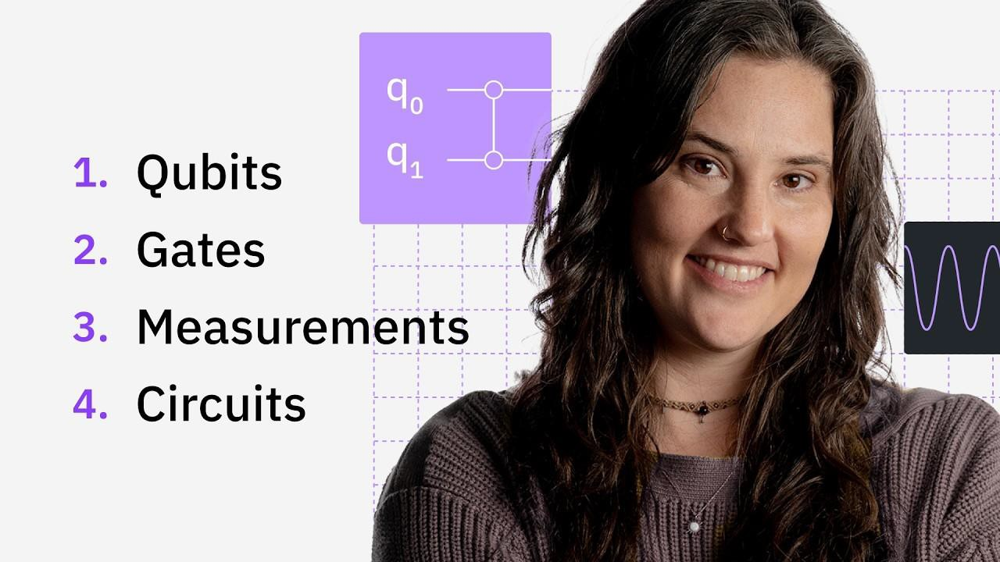 q0
q1
1. Qubits
2. Gates
3. Measurements
4. Circuits